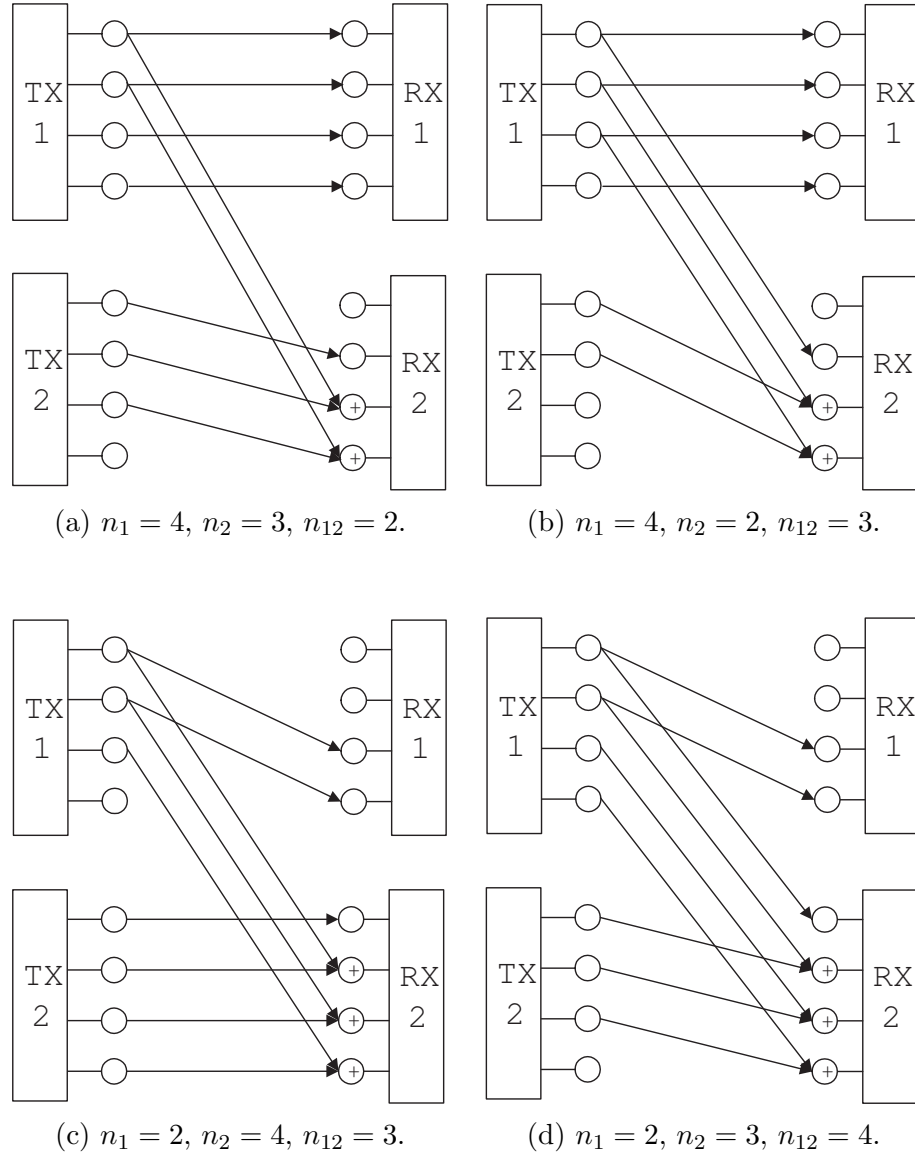 TX
1
RX
1
TX
2
RX
2
+
+
(a) n₁ = 4, n₂ = 3, n₁₂ = 2.
TX
1
RX
1
TX
2
RX
2
+
+
(b) n₁ = 4, n₂ = 2, n₁₂ = 3.
TX
1
RX
1
TX
2
RX
2
+
+
+
(c) n₁ = 2, n₂ = 4, n₁₂ = 3.
TX
1
RX
1
TX
2
RX
2
+
+
+
(d) n₁ = 2, n₂ = 3, n₁₂ = 4.